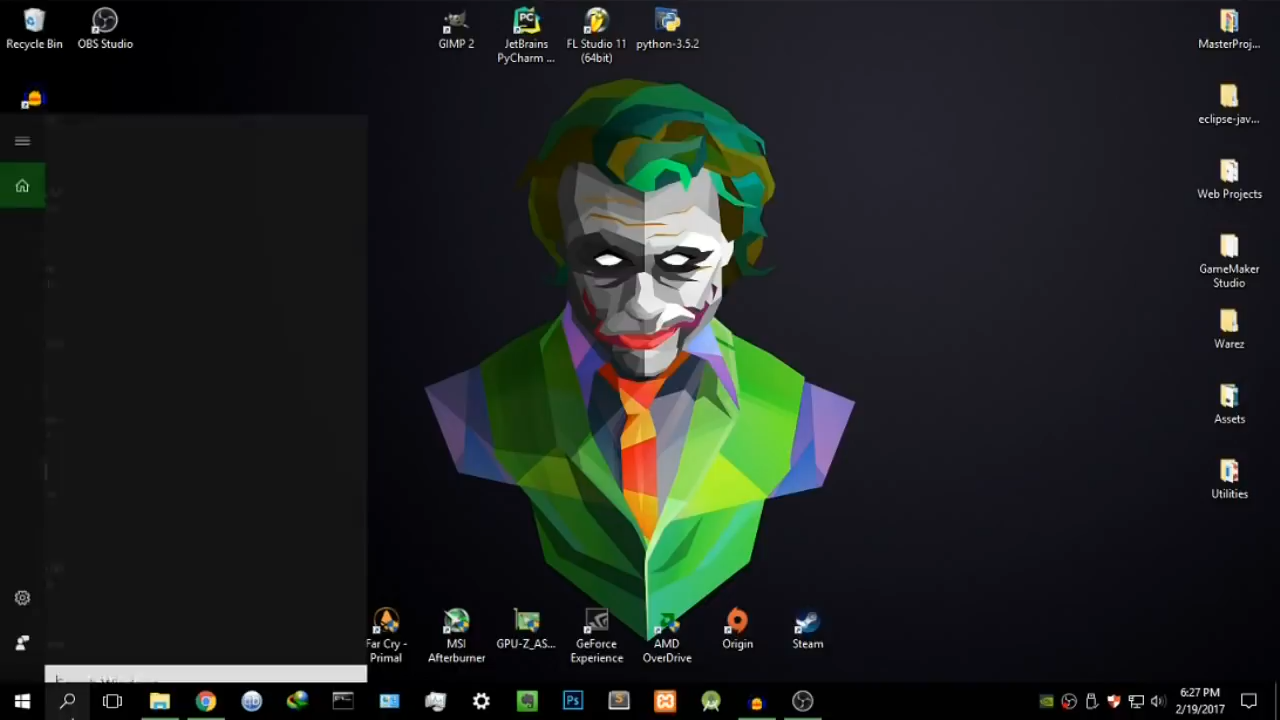 Recycle Bin
OBS Studio
GIMP 2
JetBrains
PyCharm ...
FL Studio 11
(64bit)
python-3.5.2
MasterProj...
eclipse-jav...
Web Projects
GameMaker
Studio
Warez
Assets
Utilities
Far Cry -
Primal
MSI
Afterburner
GPU-Z_AS...
GeForce
Experience
AMD
OverDrive
Origin
Steam
PC
Ps
6:27 PM
2/19/2017